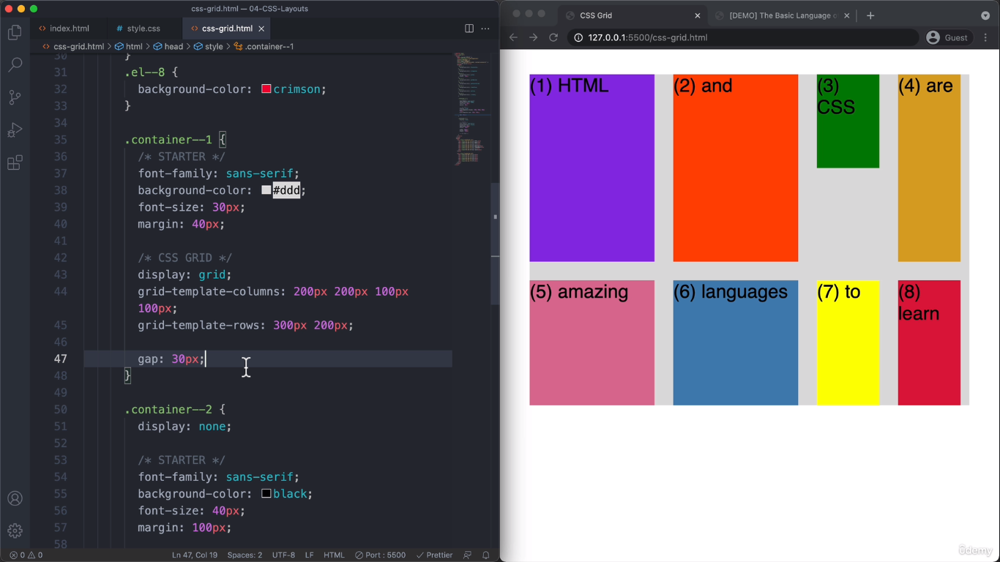 css-grid.html — 04-CSS-Layouts
index.html
style.css
css-grid.html
css-grid.html > html > head > style > .container--1
30 }
31 .el--8 {
32 background-color: crimson;
33 }
34
35 .container--1 {
36 /* STARTER */
37 font-family: sans-serif;
38 background-color: #ddd;
39 font-size: 30px;
40 margin: 40px;
41
42 /* CSS GRID */
43 display: grid;
44 grid-template-columns: 200px 200px 100px
100px;
45 grid-template-rows: 300px 200px;
46
47 gap: 30px;
48 }
49
50 .container--2 {
51 display: none;
52
53 /* STARTER */
54 font-family: sans-serif;
55 background-color: black;
56 font-size: 40px;
57 margin: 100px;
58
0 0
Ln 47, Col 19
Spaces: 2
UTF-8
LF
HTML
Port : 5500
Prettier
CSS Grid
[DEMO] The Basic Language o
127.0.0.1:5500/css-grid.html
Guest
(1) HTML
(2) and
(3)
CSS
(4) are
(5) amazing
(6) languages
(7) to
(8)
learn
ûdemy